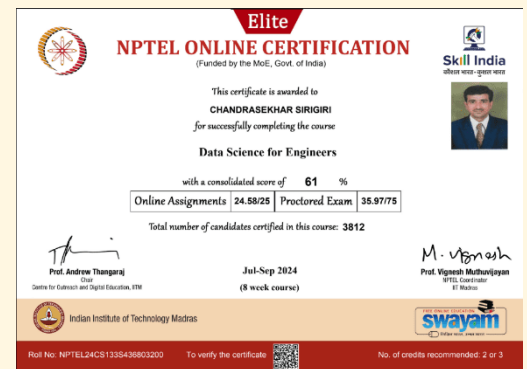 Elite
NPTEL ONLINE CERTIFICATION
(Funded by the MoE, Govt. of India)
Skill India
कौशल भारत - कुशल भारत
This certificate is awarded to
CHANDRASEKHAR SIRIGIRI
for successfully completing the course
Data Science for Engineers
with a consolidated score of 61 %
Online Assignments 24.58/25 Proctored Exam 35.97/75
Total number of candidates certified in this course: 3812
Prof. Andrew Thangaraj
Chair
Centre for Outreach and Digital Education, IITM
Jul-Sep 2024
(8 week course)
M. Vignesh
Prof. Vignesh Muthuvijayan
NPTEL Coordinator
IIT Madras
Indian Institute of Technology Madras
FREE ONLINE EDUCATION
swayam
Roll No: NPTEL24CS133S436803200
To verify the certificate
No. of credits recommended: 2 or 3